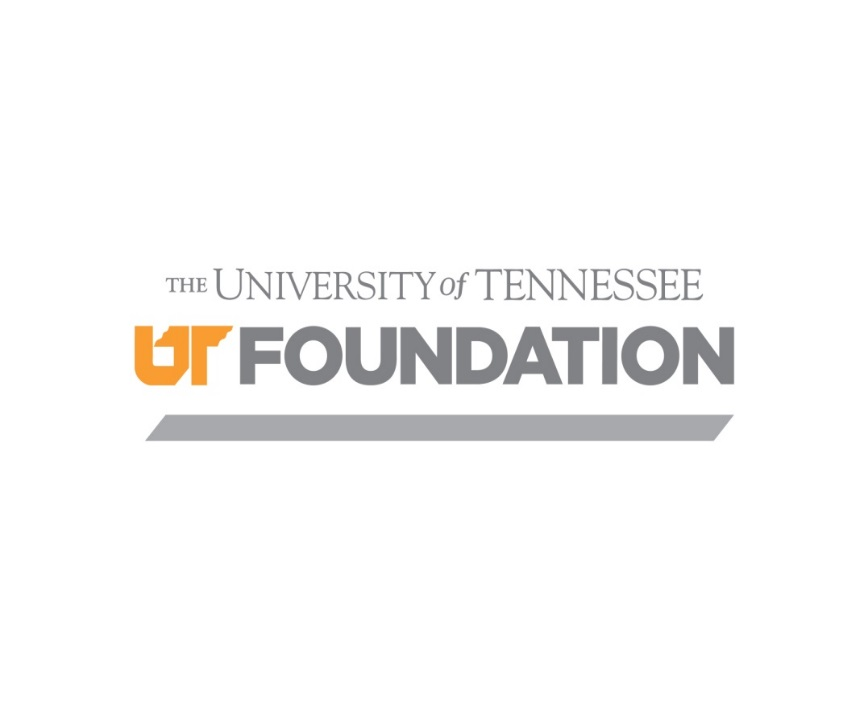 THE UNIVERSITY of TENNESSEE
UT FOUNDATION